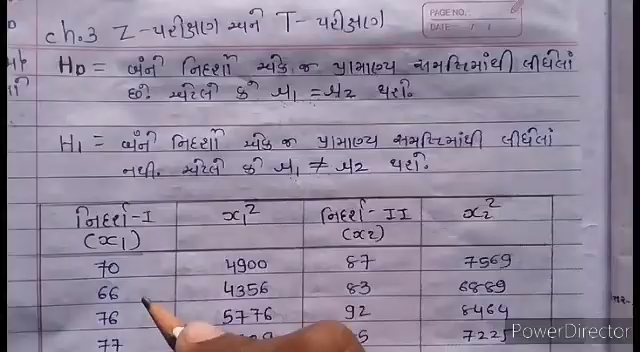 PAGE NO.:
DATE: / /
ch.3 Z-પરીક્ષણ અને T-પરીક્ષણ
H0 = બંને નિદર્શો એક જ પ્રામાણ્ય સમષ્ટિમાંથી લીધેલાં
છે. એટલે કે μ1 = μ2 થશે.
H1 = બંને નિદર્શો એક જ પ્રામાણ્ય સમષ્ટિમાંથી લીધેલાં
નથી. એટલે કે μ1 ≠ μ2 થશે.
નિદર્શ-I x1² નિદર્શ-II x2²
(x1) (x2)
70 4900 87 7569
66 4356 83 6889
76 5776 92 8464
77 5 7225
PowerDirector